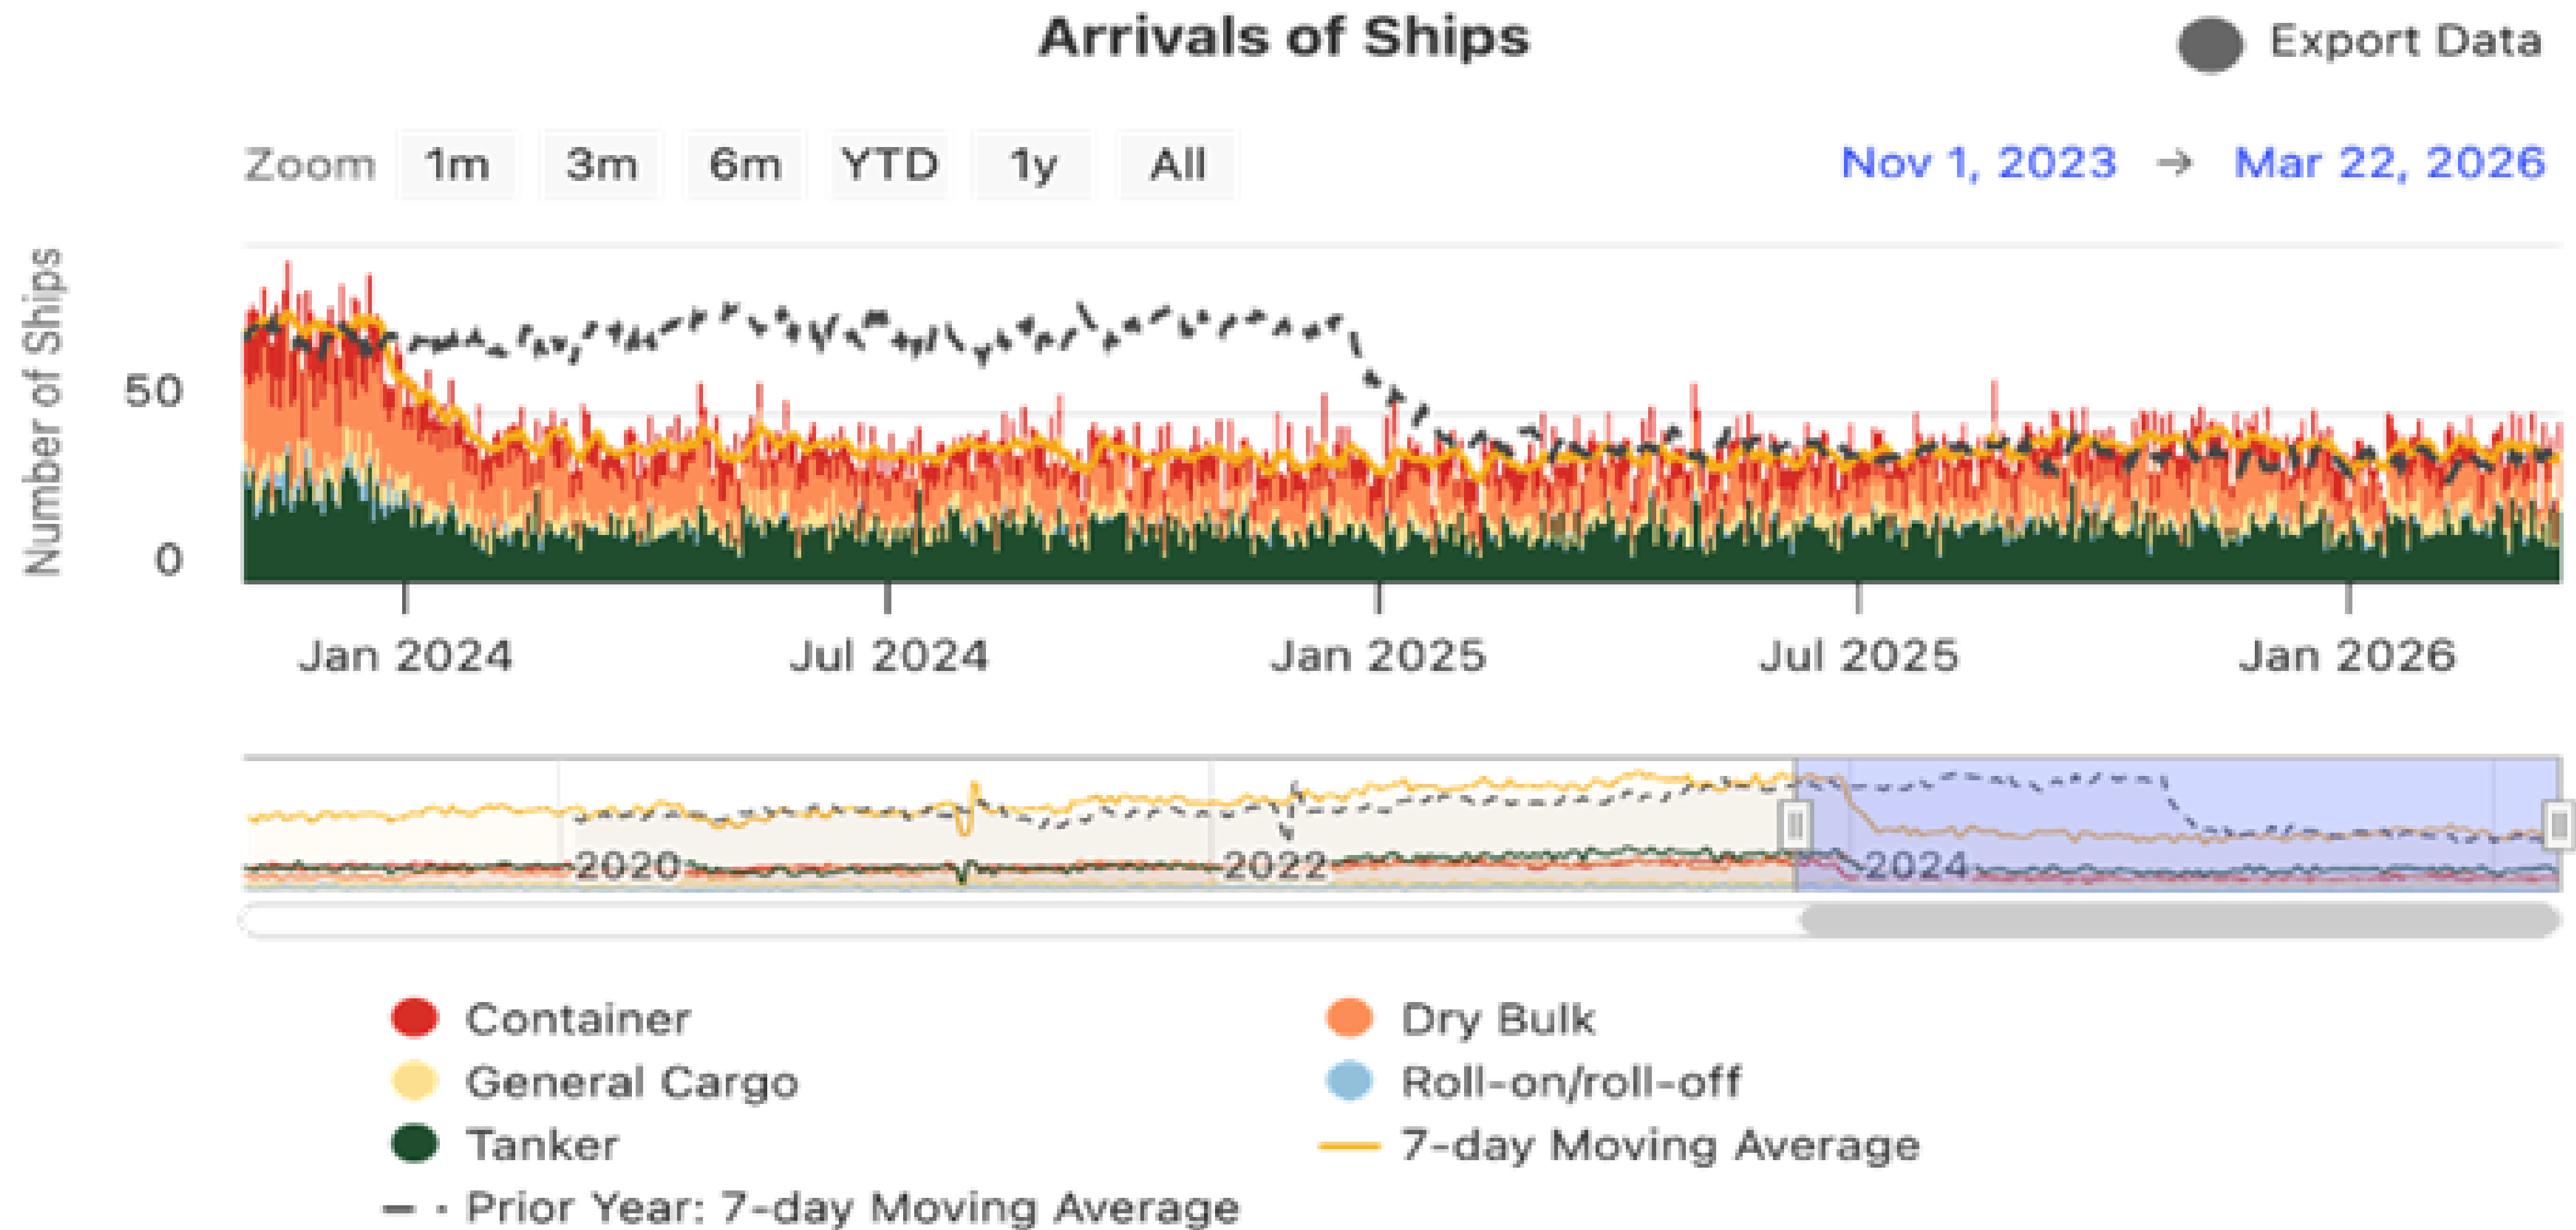 Arrivals of Ships
Export Data
Zoom 1m 3m 6m YTD 1y All
Nov 1, 2023 → Mar 22, 2026
Number of Ships
50
0
Jan 2024 Jul 2024 Jan 2025 Jul 2025 Jan 2026
2020 2022 2024
Container
Dry Bulk
General Cargo
Roll-on/roll-off
Tanker
7-day Moving Average
Prior Year: 7-day Moving Average